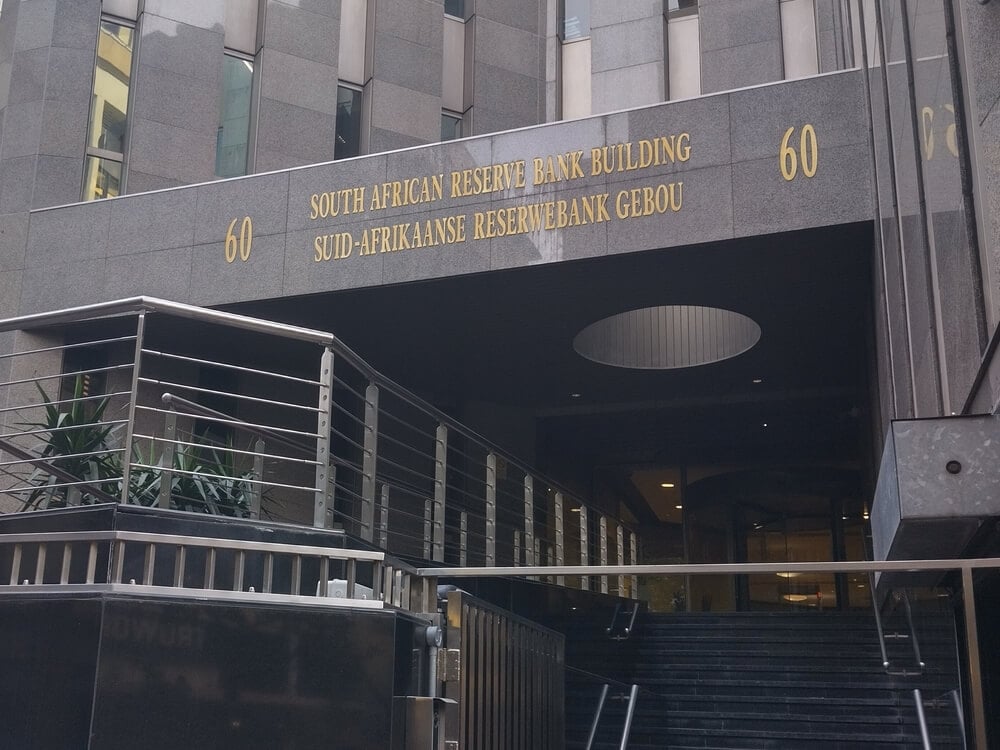 60
SOUTH AFRICAN RESERVE BANK BUILDING
SUID-AFRIKAANSE RESERWEBANK GEBOU
60